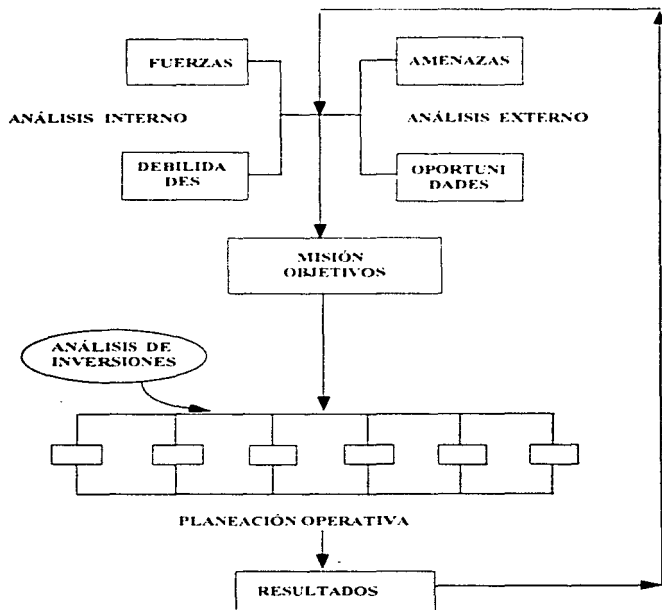 FUERZAS
AMENAZAS
ANÁLISIS INTERNO
ANÁLISIS EXTERNO
DEBILIDA
DES
OPORTUNI
DADES
MISIÓN
OBJETIVOS
ANÁLISIS DE
INVERSIONES
PLANEACIÓN OPERATIVA
RESULTADOS